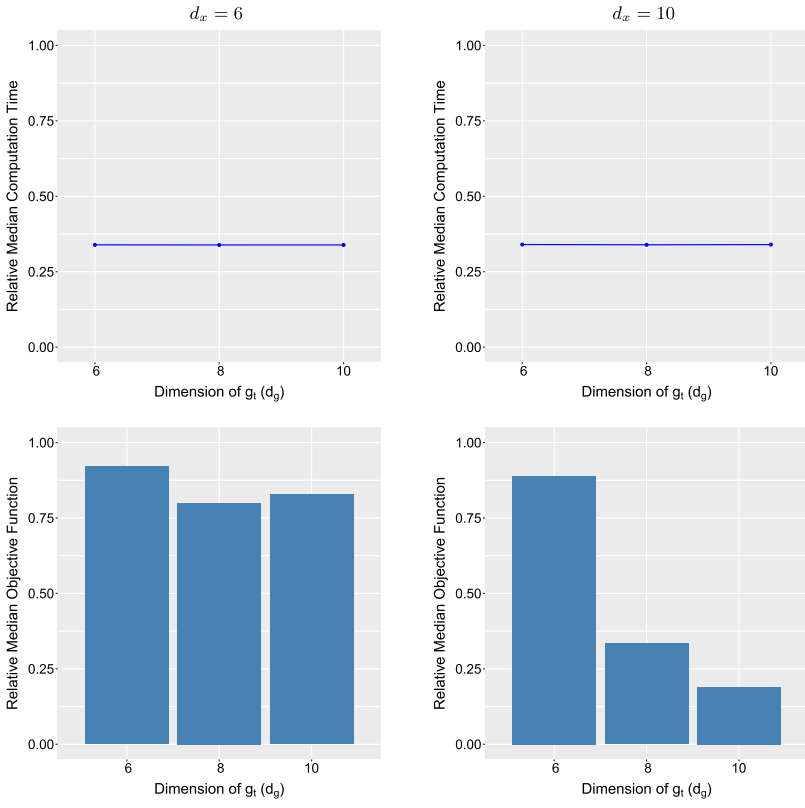 d_x = 6
Relative Median Computation Time
1.00
0.75
0.50
0.25
0.00
6 8 10
Dimension of g_t (d_g)
d_x = 10
Relative Median Computation Time
1.00
0.75
0.50
0.25
0.00
6 8 10
Dimension of g_t (d_g)
Relative Median Objective Function
1.00
0.75
0.50
0.25
0.00
6 8 10
Dimension of g_t (d_g)
Relative Median Objective Function
1.00
0.75
0.50
0.25
0.00
6 8 10
Dimension of g_t (d_g)